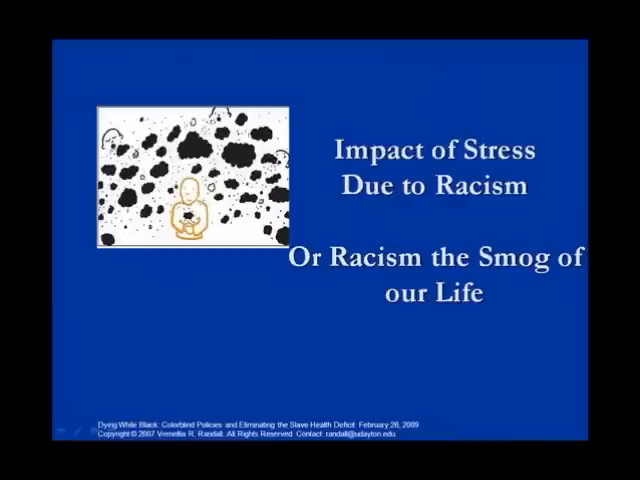 Impact of Stress
Due to Racism
Or Racism the Smog of
our Life
Dying While Black: Colorblind Policies and Eliminating the Slave Health Deficit February 26, 2009
Copyright © 2007 Vernellia R. Randall. All Rights Reserved. Contact: randall@udayton.edu